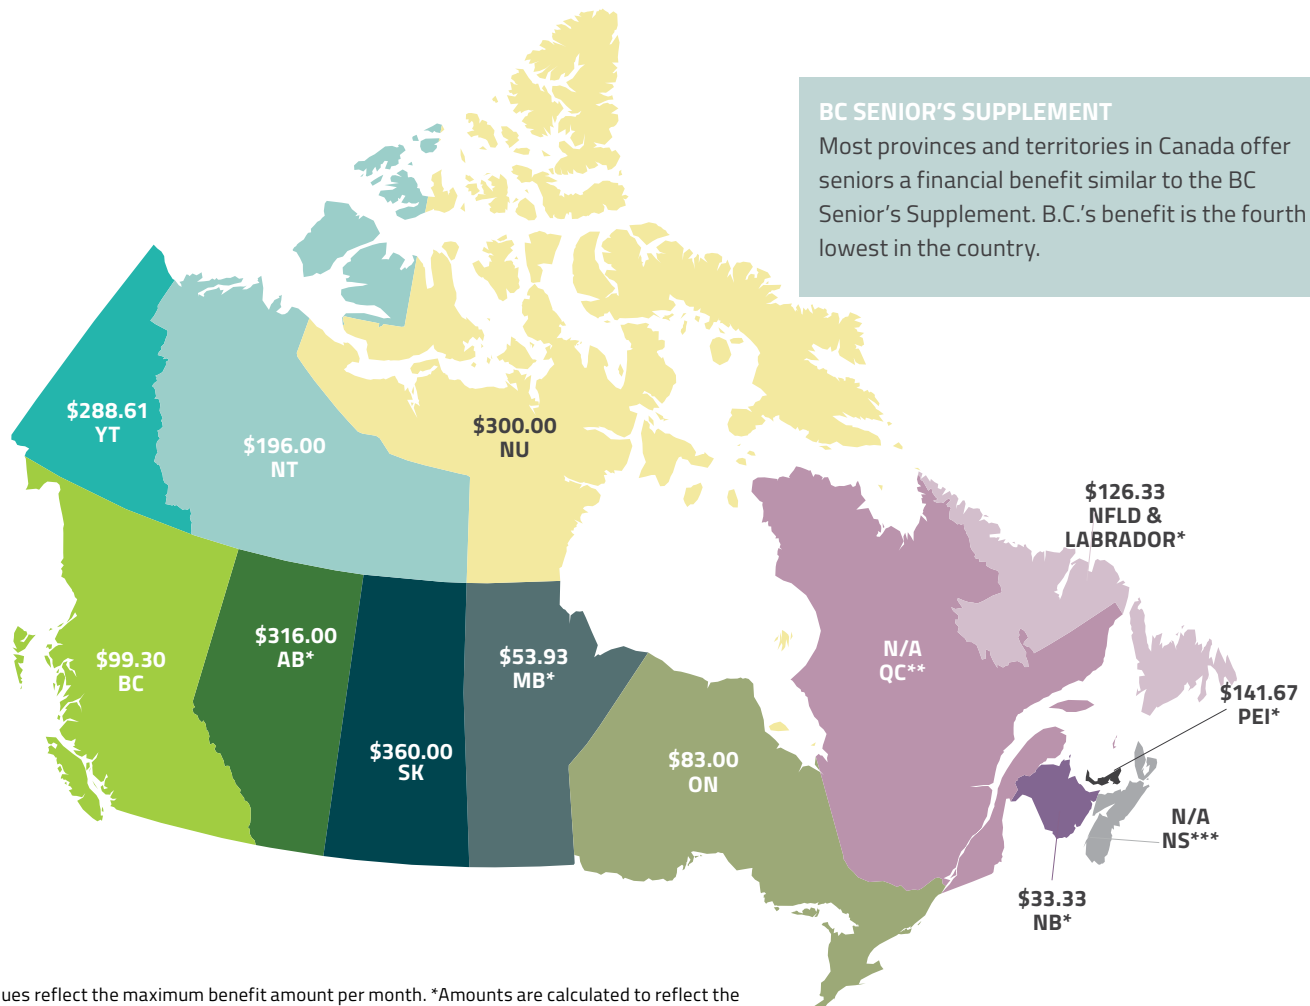 BC SENIOR'S SUPPLEMENT
Most provinces and territories in Canada offer
seniors a financial benefit similar to the BC
Senior's Supplement. B.C.'s benefit is the fourth
lowest in the country.
$288.61
YT
$196.00
NT
$300.00
NU
$126.33
NFLD &
LABRADOR*
$99.30
BC
$316.00
AB*
$360.00
SK
$53.93
MB*
$83.00
ON
N/A
QC**
$141.67
PEI*
N/A
NS***
$33.33
NB*
ues reflect the maximum benefit amount per month. *Amounts are calculated to reflect the